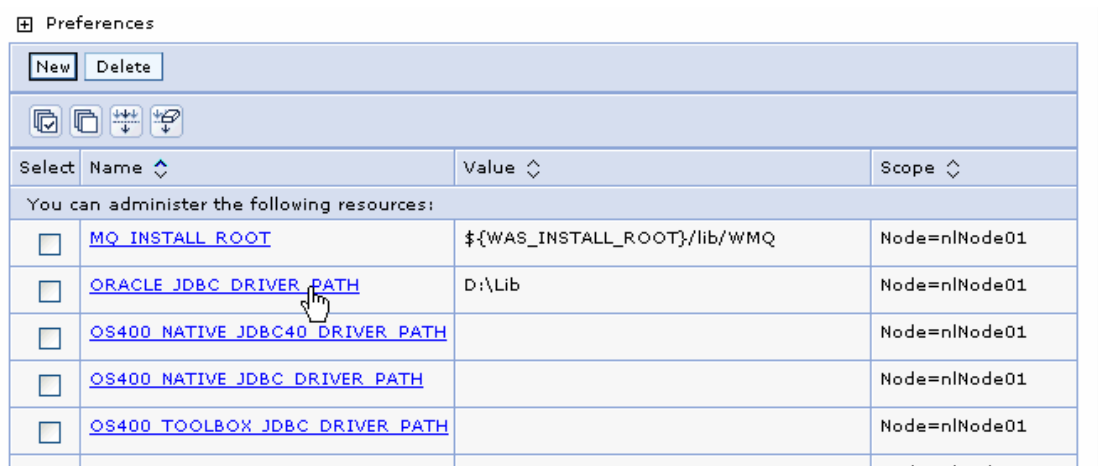 Preferences
New Delete
Select Name Value Scope
You can administer the following resources:
MQ_INSTALL_ROOT ${WAS_INSTALL_ROOT}/lib/WMQ Node=nlNode01
ORACLE_JDBC_DRIVER_PATH D:\Lib Node=nlNode01
OS400_NATIVE_JDBC40_DRIVER_PATH Node=nlNode01
OS400_NATIVE_JDBC_DRIVER_PATH Node=nlNode01
OS400_TOOLBOX_JDBC_DRIVER_PATH Node=nlNode01